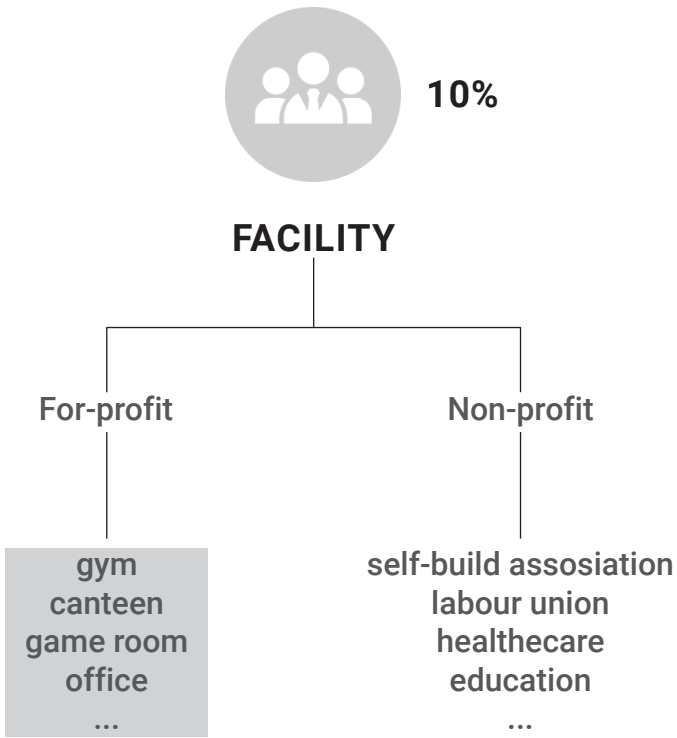 10%
FACILITY
For-profit
Non-profit
gym
canteen
game room
office
...
self-build assosiation
labour union
healthecare
education
...